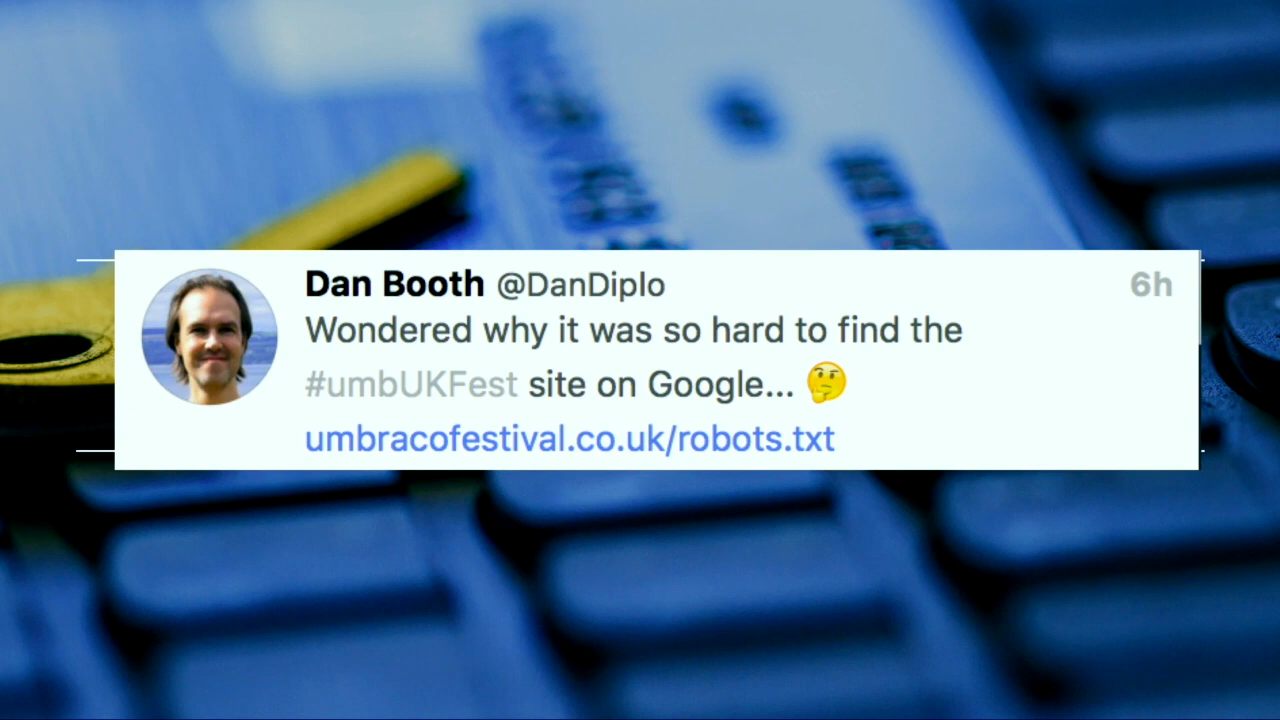 Dan Booth @DanDiplo 6h
Wondered why it was so hard to find the
#umbUKFest site on Google... 🤔
umbracofestival.co.uk/robots.txt